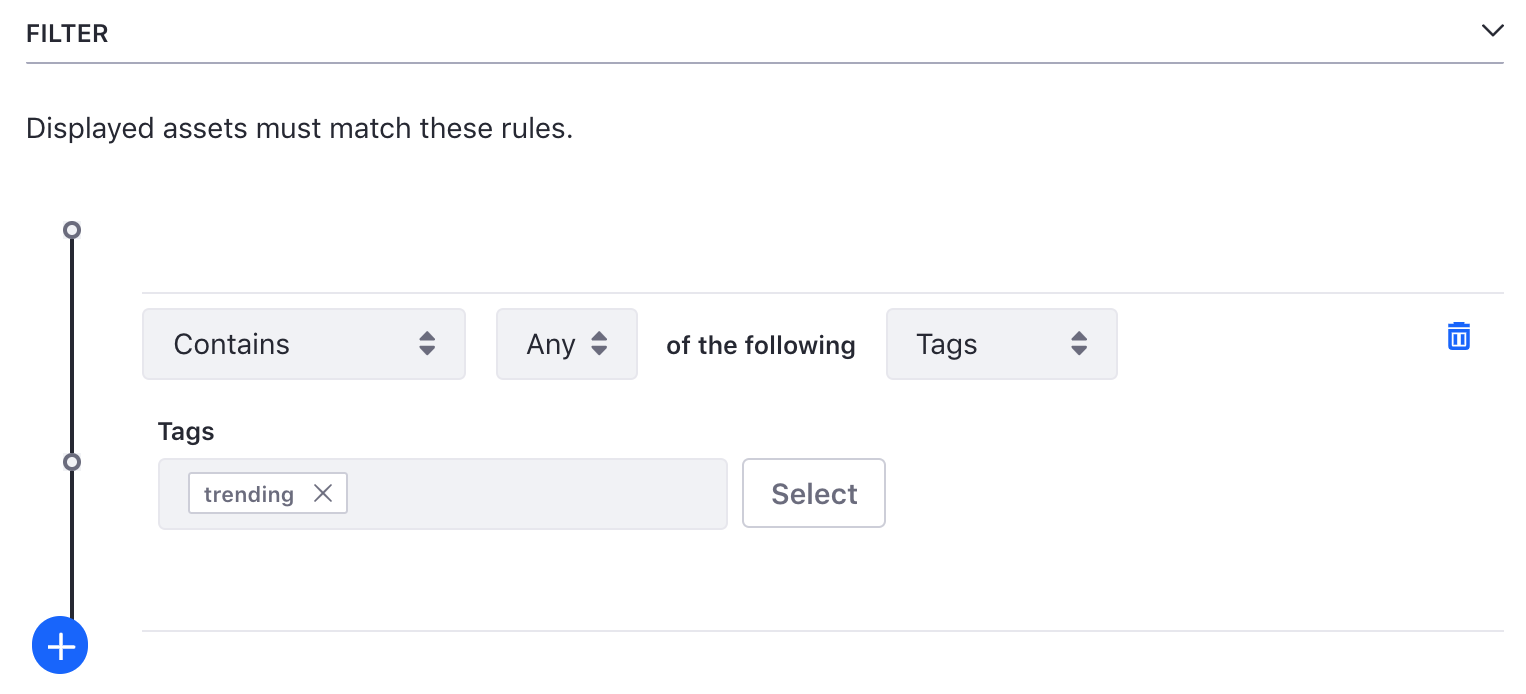 FILTER
Displayed assets must match these rules.
Contains Any of the following Tags
Tags
trending Select